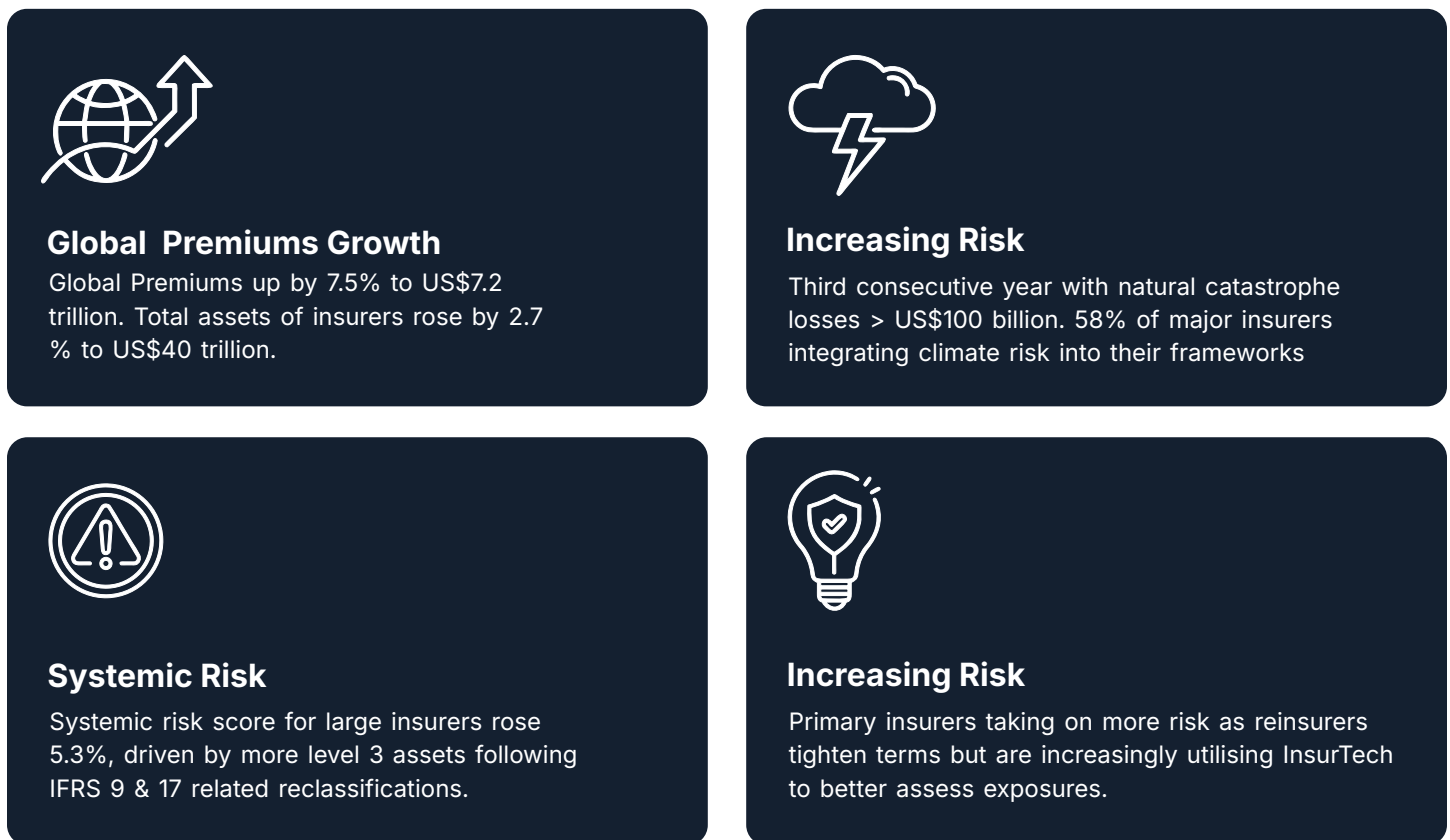 Global Premiums Growth
Global Premiums up by 7.5% to US$7.2
trillion. Total assets of insurers rose by 2.7
% to US$40 trillion.
Increasing Risk
Third consecutive year with natural catastrophe
losses > US$100 billion. 58% of major insurers
integrating climate risk into their frameworks
Systemic Risk
Systemic risk score for large insurers rose
5.3%, driven by more level 3 assets following
IFRS 9 & 17 related reclassifications.
Increasing Risk
Primary insurers taking on more risk as reinsurers
tighten terms but are increasingly utilising InsurTech
to better assess exposures.